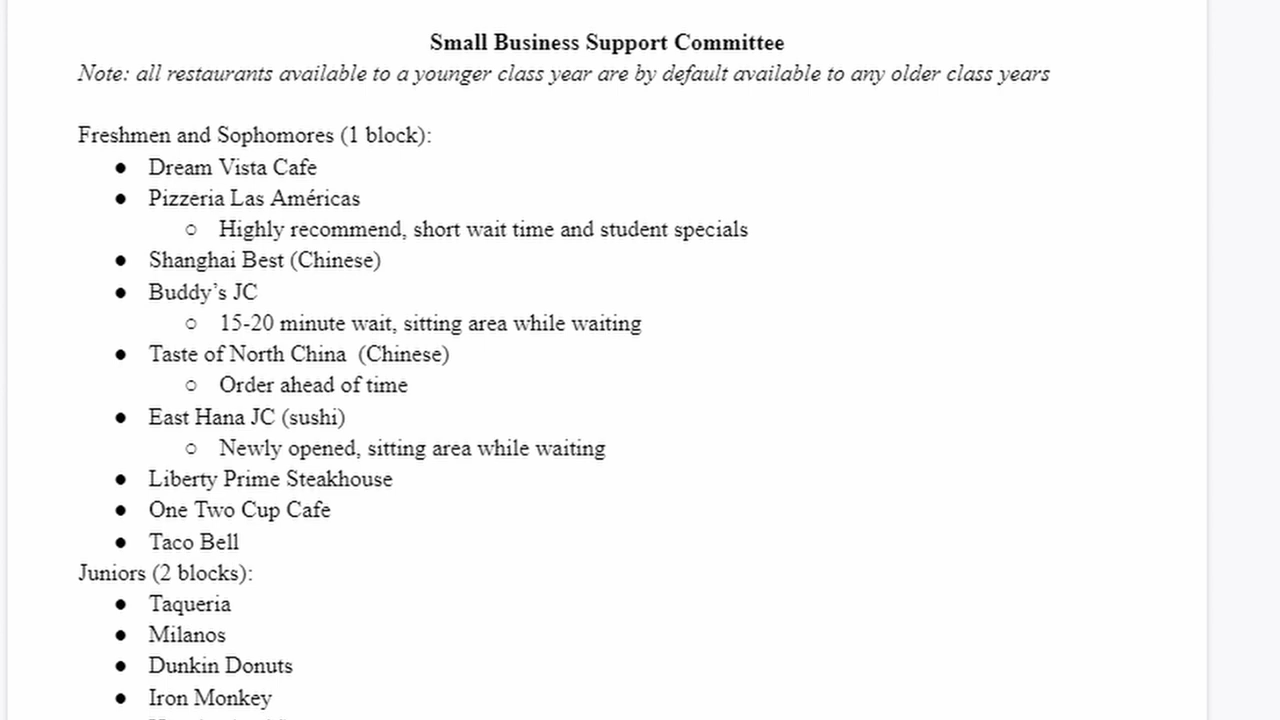 Small Business Support Committee
Note: all restaurants available to a younger class year are by default available to any older class years
Freshmen and Sophomores (1 block):
● Dream Vista Cafe
● Pizzeria Las Américas
○ Highly recommend, short wait time and student specials
● Shanghai Best (Chinese)
● Buddy's JC
○ 15-20 minute wait, sitting area while waiting
● Taste of North China  (Chinese)
○ Order ahead of time
● East Hana JC (sushi)
○ Newly opened, sitting area while waiting
● Liberty Prime Steakhouse
● One Two Cup Cafe
● Taco Bell
Juniors (2 blocks):
● Taqueria
● Milanos
● Dunkin Donuts
● Iron Monkey